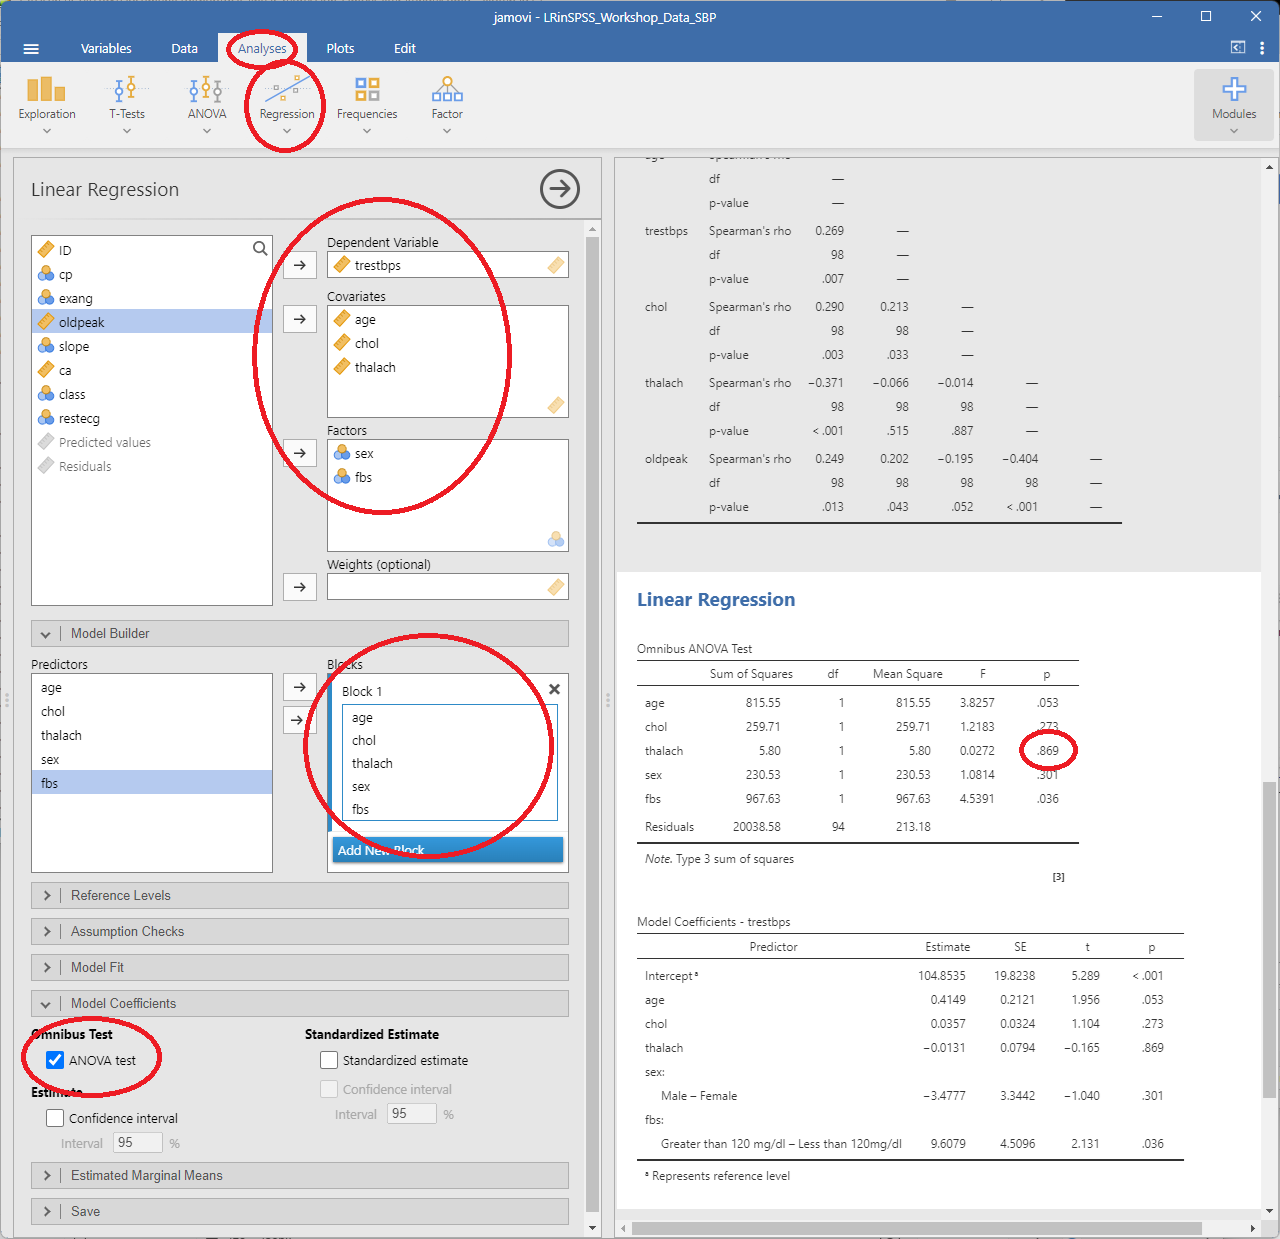 jamovi - LRinSPSS_Workshop_Data_SBP
Variables Data Analyses Plots Edit
Exploration T-Tests ANOVA Regression Frequencies Factor Modules
Linear Regression
ID
cp
exang
oldpeak
slope
ca
class
restecg
Predicted values
Residuals
Dependent Variable
trestbps
Covariates
age
chol
thalach
Factors
sex
fbs
Weights (optional)
Model Builder
Predictors
age
chol
thalach
sex
fbs
Blocks
Block 1
age
chol
thalach
sex
fbs
Add New Block
Reference Levels
Assumption Checks
Model Fit
Model Coefficients
Omnibus Test
ANOVA test
Estimate
Confidence interval
Interval 95 %
Standardized Estimate
Standardized estimate
Confidence interval
Interval 95 %
Estimated Marginal Means
Save
df —
p-value —
trestbps Spearman's rho 0.269 —
df 98 —
p-value .007 —
chol Spearman's rho 0.290 0.213 —
df 98 98 —
p-value .003 .033 —
thalach Spearman's rho −0.371 −0.066 −0.014 —
df 98 98 98 —
p-value < .001 .515 .887 —
oldpeak Spearman's rho 0.249 0.202 −0.195 −0.404 —
df 98 98 98 98 —
p-value .013 .043 .052 < .001 —
Linear Regression
Omnibus ANOVA Test
Sum of Squares df Mean Square F p
age 815.55 1 815.55 3.8257 .053
chol 259.71 1 259.71 1.2183 .273
thalach 5.80 1 5.80 0.0272 .869
sex 230.53 1 230.53 1.0814 .301
fbs 967.63 1 967.63 4.5391 .036
Residuals 20038.58 94 213.18
Note. Type 3 sum of squares
[3]
Model Coefficients - trestbps
Predictor Estimate SE t p
Intercept ᵃ 104.8535 19.8238 5.289 < .001
age 0.4149 0.2121 1.956 .053
chol 0.0357 0.0324 1.104 .273
thalach −0.0131 0.0794 −0.165 .869
sex:
Male – Female −3.4777 3.3442 −1.040 .301
fbs:
Greater than 120 mg/dl – Less than 120mg/dl 9.6079 4.5096 2.131 .036
ᵃ Represents reference level